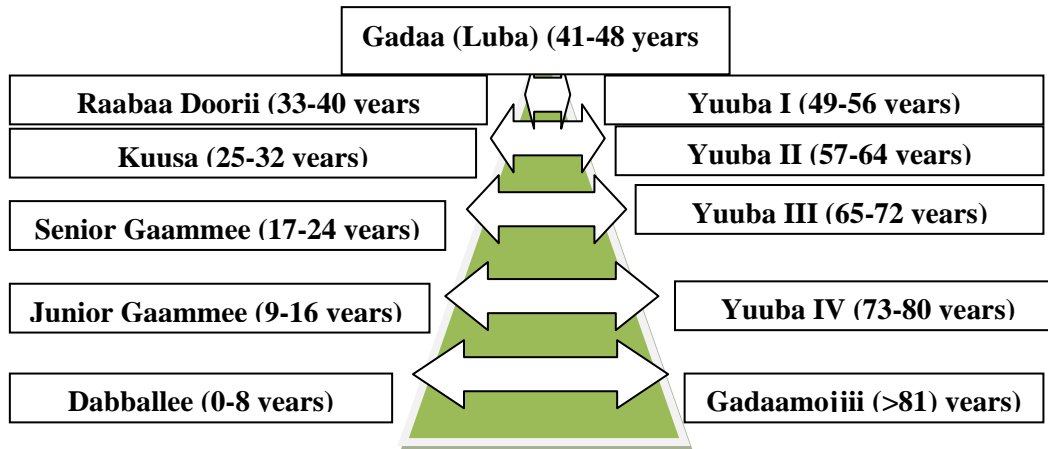 Gadaa (Luba) (41-48 years
Raabaa Doorii (33-40 years
Yuuba I (49-56 years)
Kuusa (25-32 years)
Yuuba II (57-64 years)
Senior Gaammee (17-24 years)
Yuuba III (65-72 years)
Junior Gaammee (9-16 years)
Yuuba IV (73-80 years)
Dabballee (0-8 years)
Gadaamojjii (>81) years)